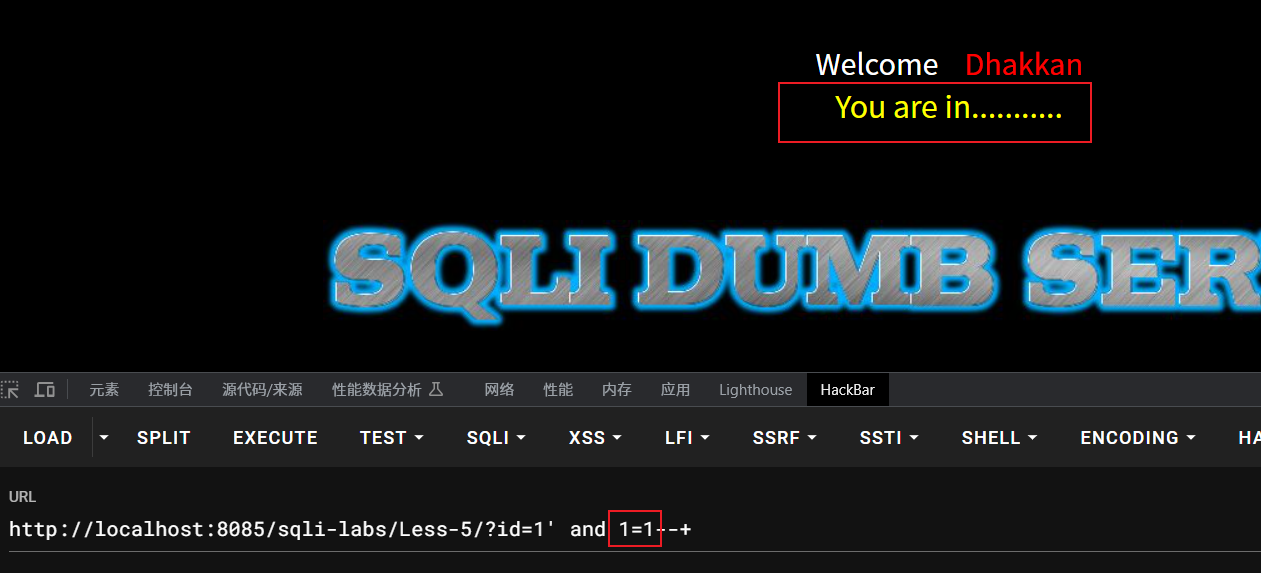 Welcome Dhakkan
You are in...........
SQLI DUMB SER
元素 控制台 源代码/来源 性能数据分析 网络 性能 内存 应用 Lighthouse HackBar
LOAD SPLIT EXECUTE TEST SQLI XSS LFI SSRF SSTI SHELL ENCODING HA
URL
http://localhost:8085/sqli-labs/Less-5/?id=1' and 1=1--+